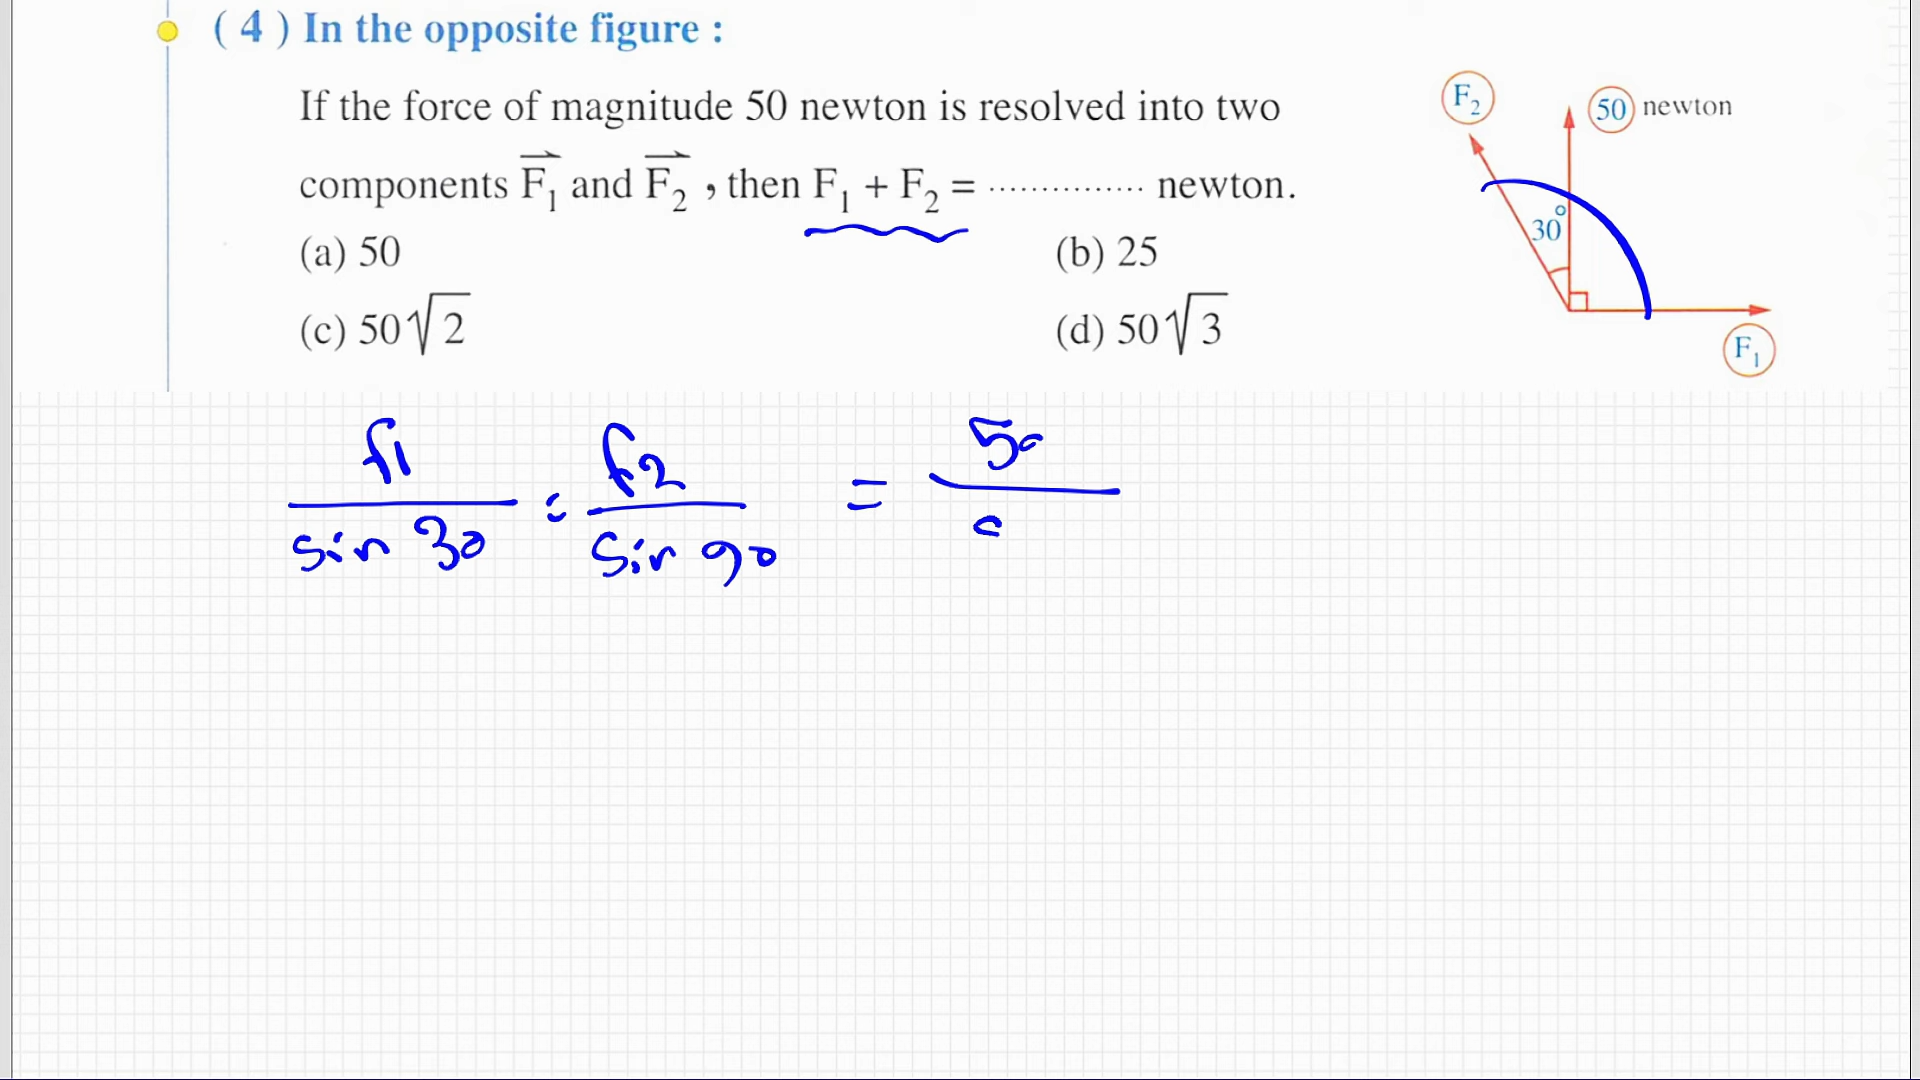 ( 4 ) In the opposite figure :
If the force of magnitude 50 newton is resolved into two
components F₁ and F₂ , then F₁ + F₂ = ............... newton.
(a) 50 (b) 25
(c) 50√2 (d) 50√3
F₂
50 newton
30°
F₁
f1 f2 50
= =
sin 30 sin 90